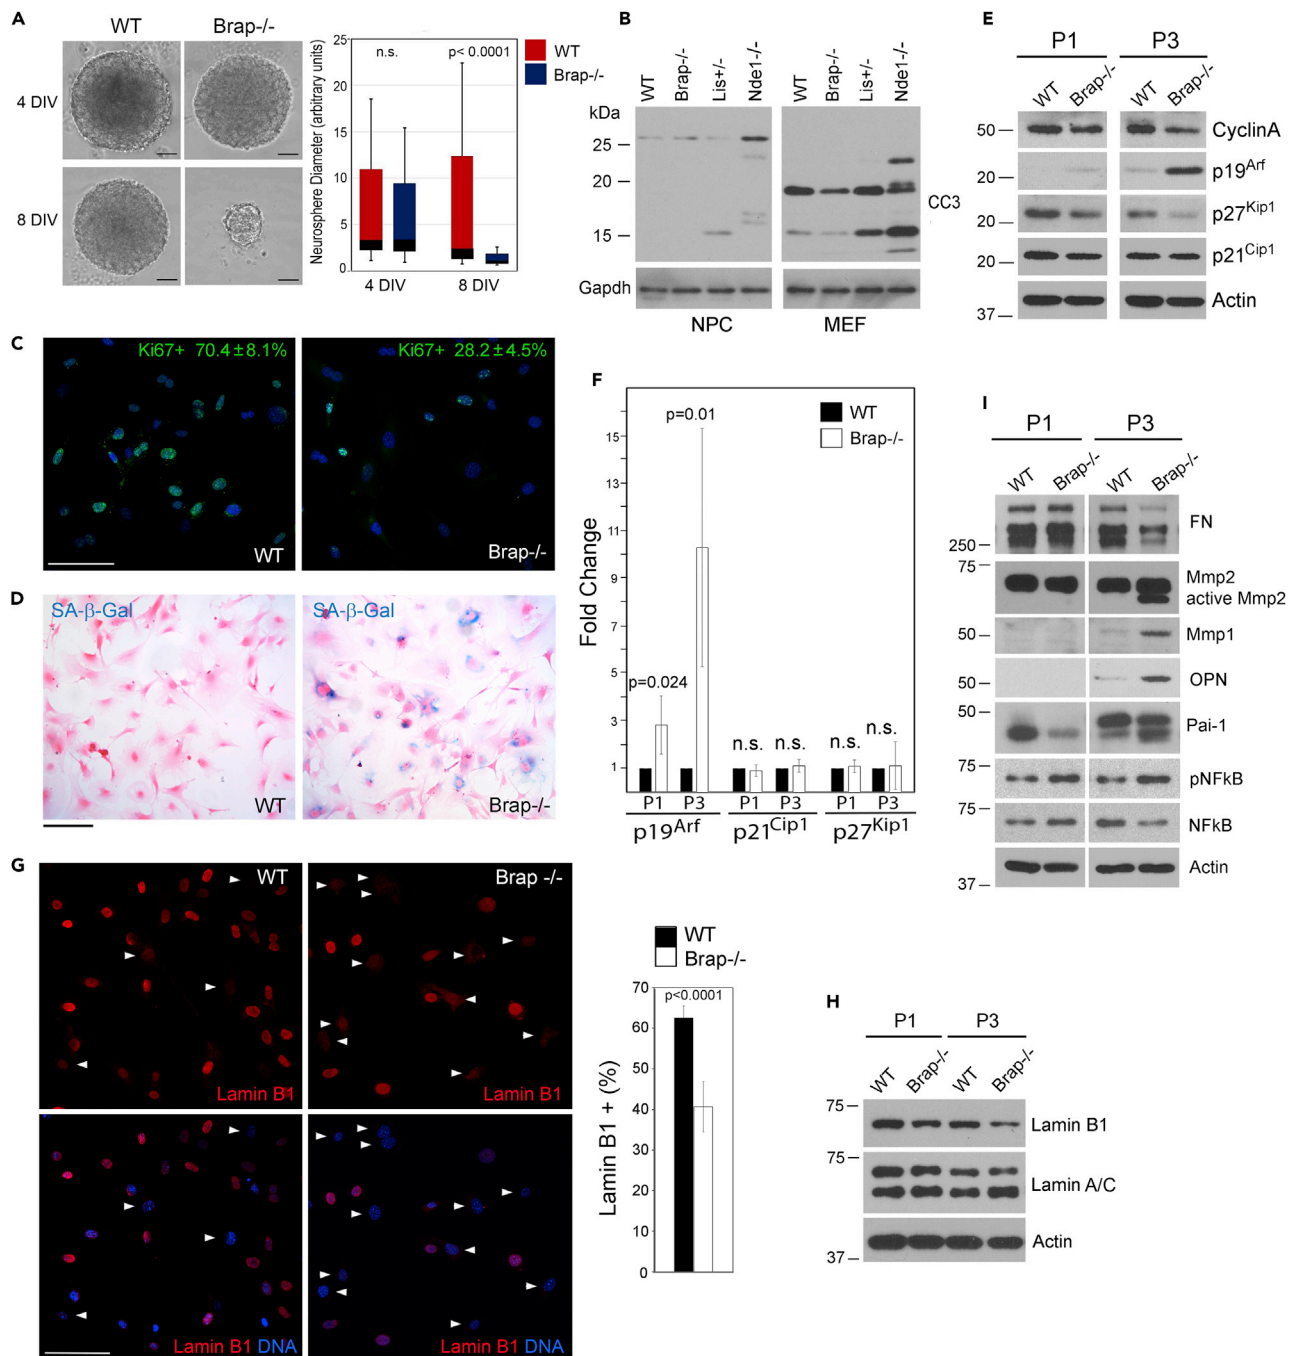 A
WT
Brap-/-
4 DIV
8 DIV
Neurosphere Diameter (arbitrary units)
25
20
15
10
5
0
n.s.
p< 0.0001
WT
Brap-/-
4 DIV
8 DIV
B
WT
Brap-/-
Lis+/-
Nde1-/-
WT
Brap-/-
Lis+/-
Nde1-/-
kDa
25
20
15
CC3
Gapdh
NPC
MEF
E
P1
P3
WT
Brap-/-
WT
Brap-/-
50
CyclinA
20
p19Arf
20
p27Kip1
20
p21Cip1
37
Actin
C
Ki67+ 70.4±8.1%
WT
Ki67+ 28.2±4.5%
Brap-/-
D
SA-β-Gal
WT
SA-β-Gal
Brap-/-
F
Fold Change
15
13
11
9
7
5
3
1
WT
Brap-/-
p=0.024
p=0.01
n.s.
n.s.
n.s.
n.s.
P1
P3
P1
P3
P1
P3
p19Arf
p21Cip1
p27Kip1
I
P1
P3
WT
Brap-/-
WT
Brap-/-
250
FN
75
Mmp2
active Mmp2
50
Mmp1
50
OPN
50
Pai-1
75
pNFkB
75
NFkB
37
Actin
G
WT
Lamin B1
Brap -/-
Lamin B1
Lamin B1 DNA
Lamin B1 DNA
WT
Brap-/-
Lamin B1 + (%)
70
60
50
40
30
20
10
0
p<0.0001
H
P1
P3
WT
Brap-/-
WT
Brap-/-
75
Lamin B1
75
Lamin A/C
37
Actin